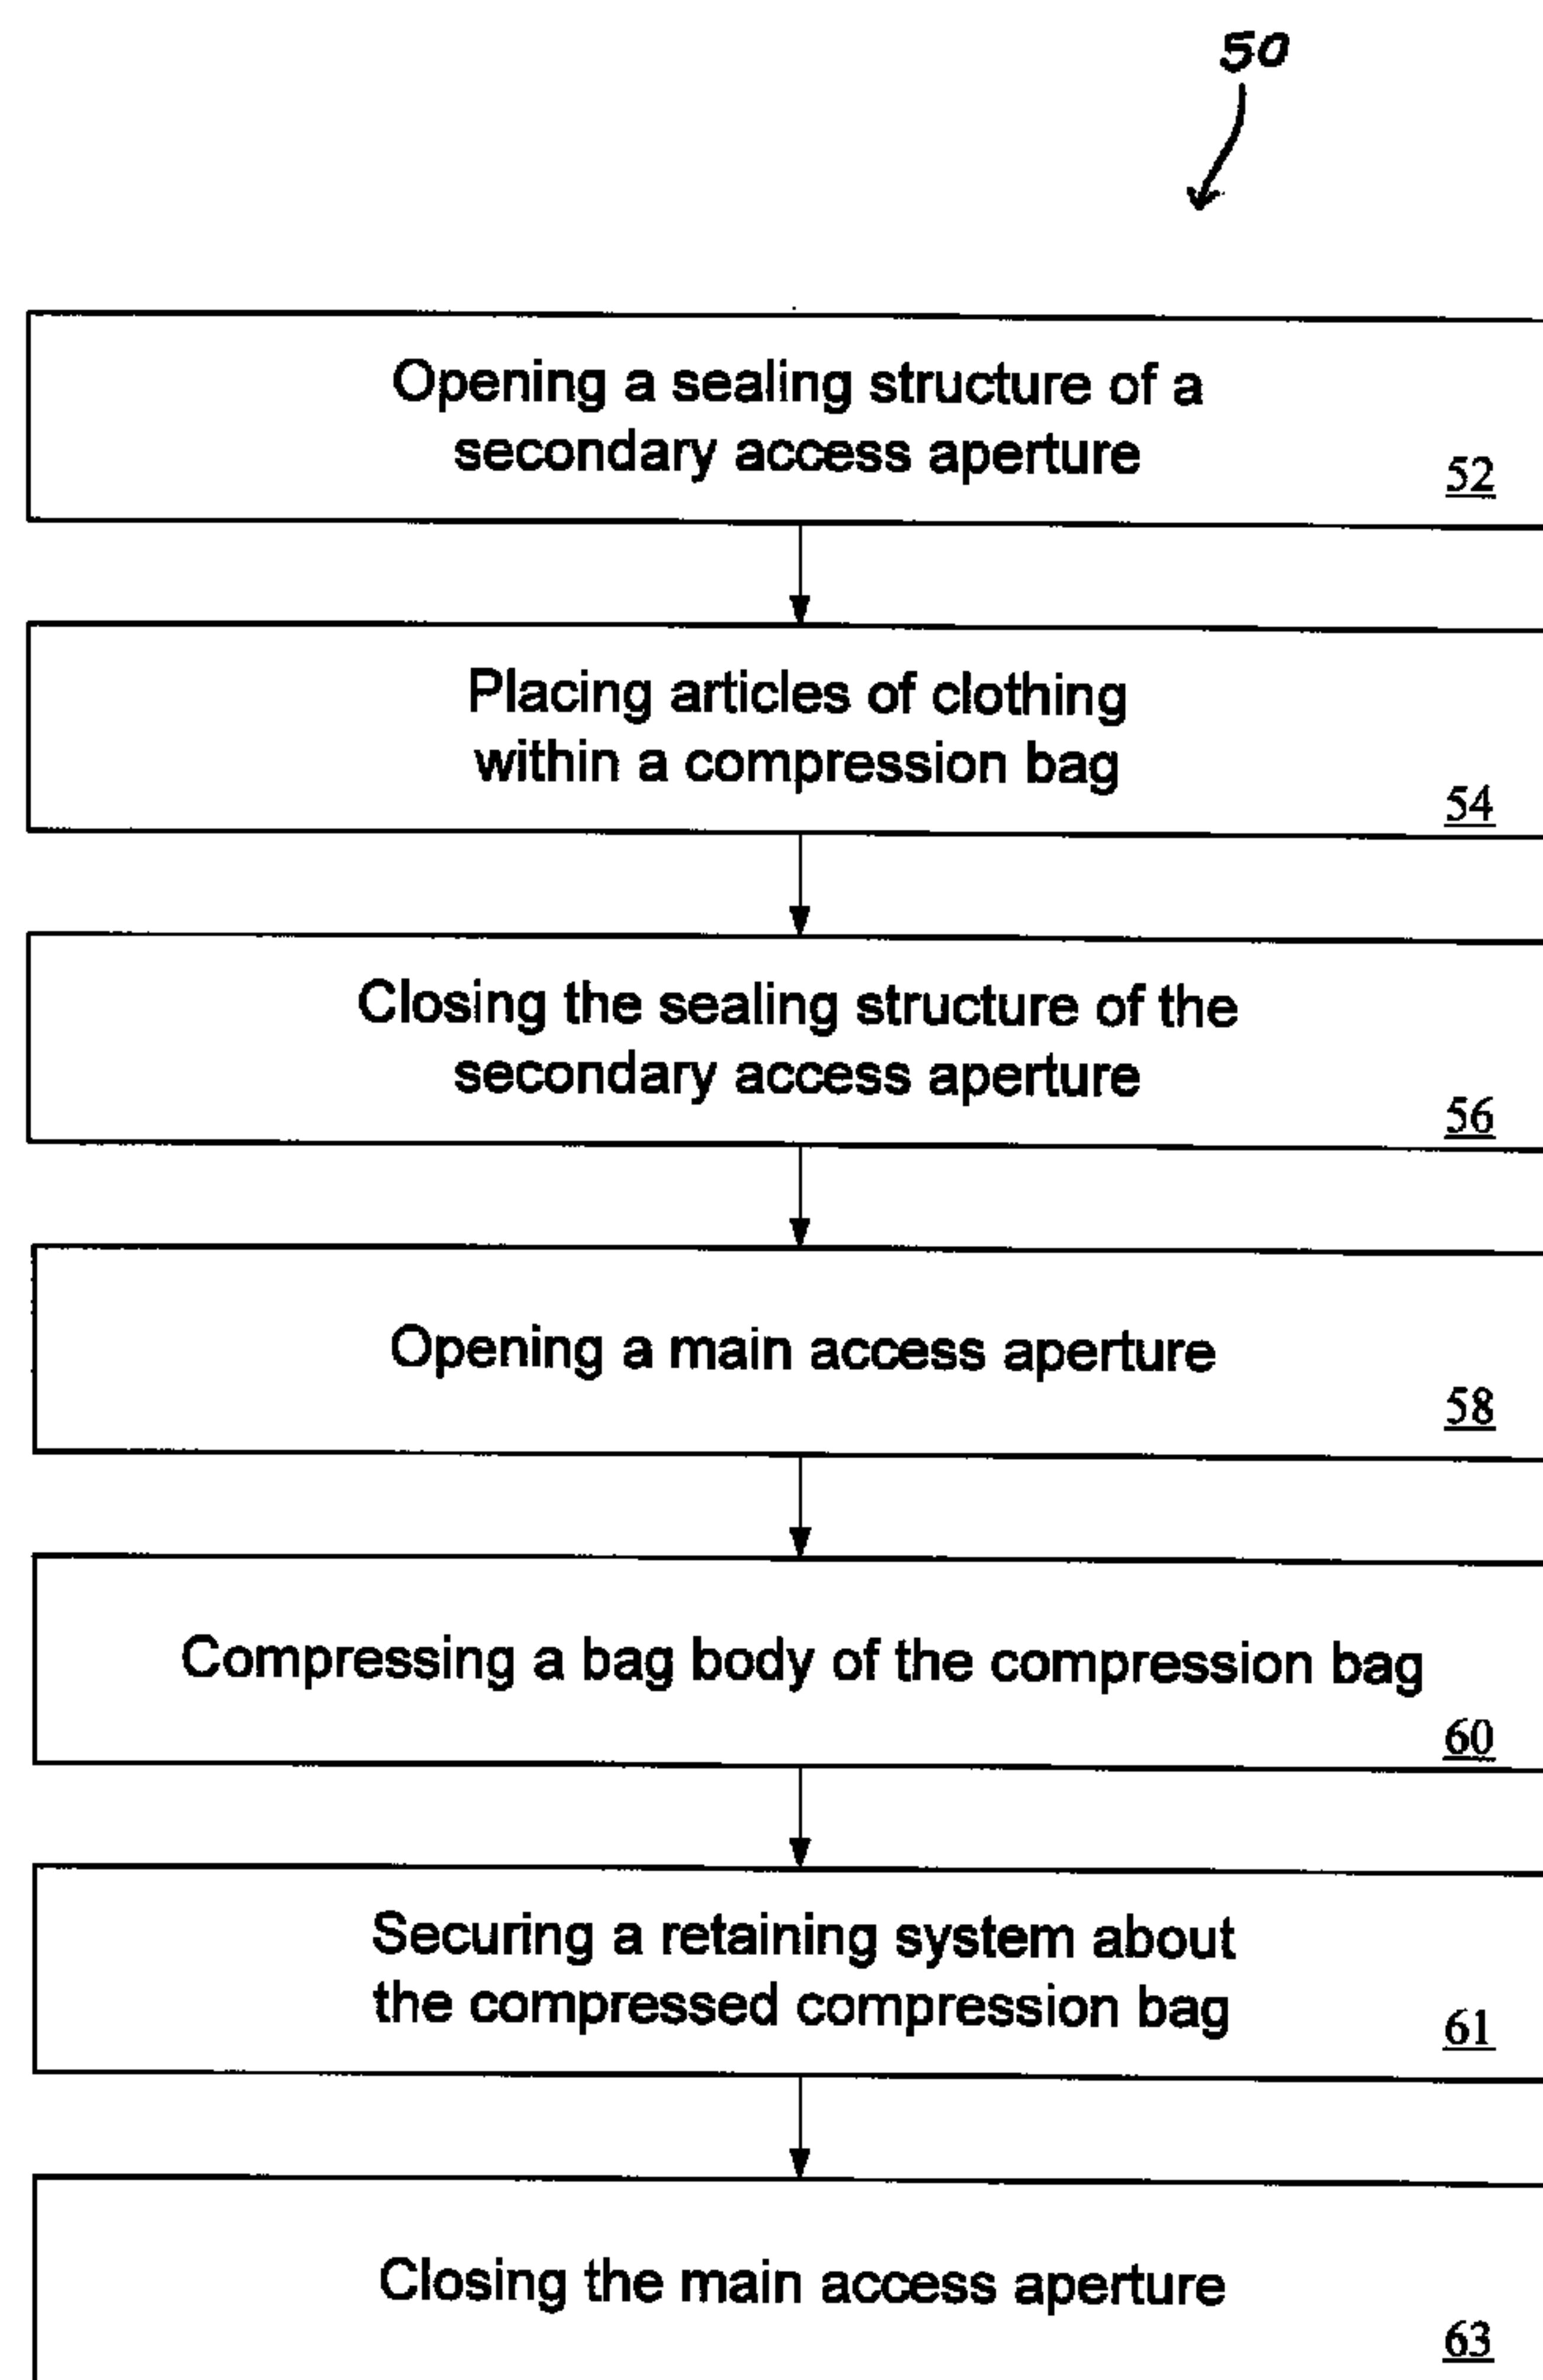 50
Opening a sealing structure of a
secondary access aperture
52
Placing articles of clothing
within a compression bag
54
Closing the sealing structure of the
secondary access aperture
56
Opening a main access aperture
58
Compressing a bag body of the compression bag
60
Securing a retaining system about
the compressed compression bag
61
Closing the main access aperture
63